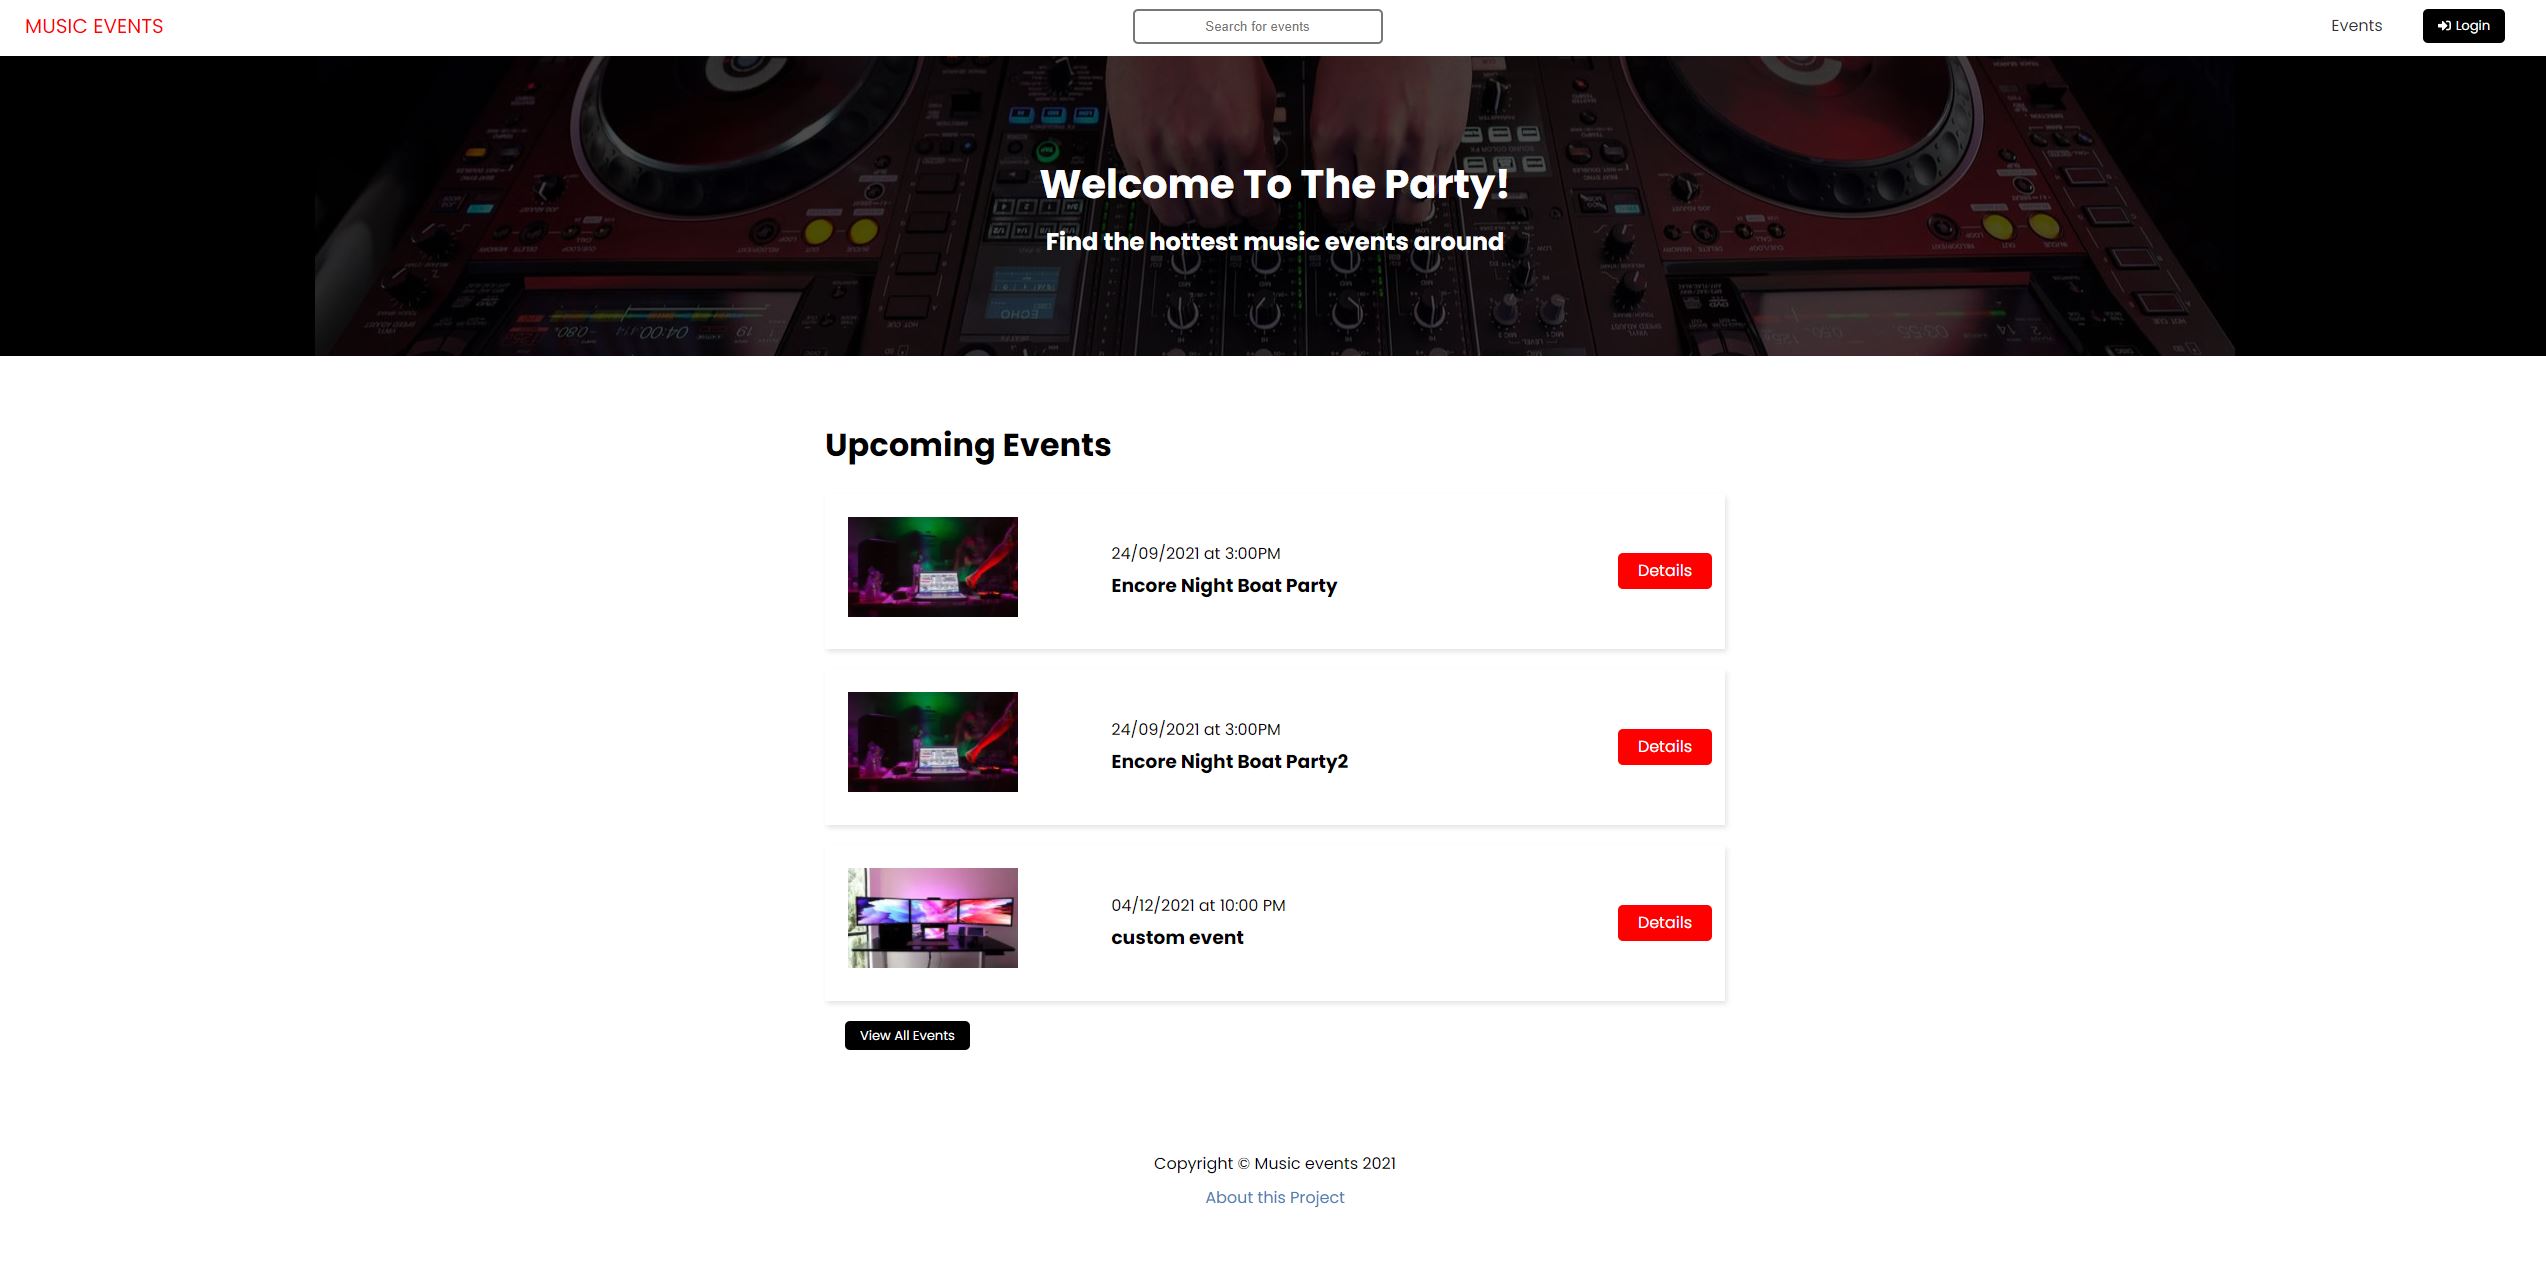 MUSIC EVENTS
Search for events
Events
Login
Welcome To The Party!
Find the hottest music events around
Upcoming Events
24/09/2021 at 3:00PM
Encore Night Boat Party
Details
24/09/2021 at 3:00PM
Encore Night Boat Party2
Details
04/12/2021 at 10:00 PM
custom event
Details
View All Events
Copyright © Music events 2021
About this Project